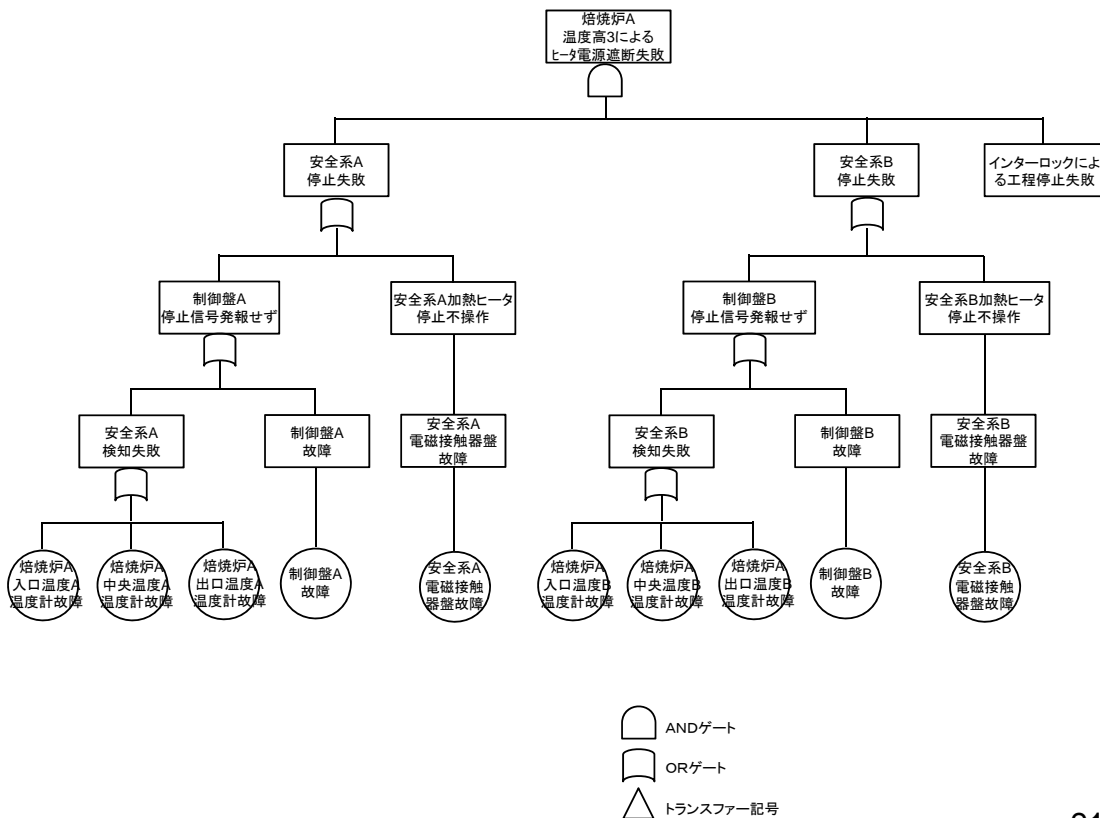 焙焼炉A
温度高3による
ヒータ電源遮断失敗
安全系A
停止失敗
安全系B
停止失敗
インターロックによ
る工程停止失敗
制御盤A
停止信号発報せず
安全系A加熱ヒータ
停止不操作
制御盤B
停止信号発報せず
安全系B加熱ヒータ
停止不操作
安全系A
検知失敗
制御盤A
故障
安全系A
電磁接触器盤
故障
安全系B
検知失敗
制御盤B
故障
安全系B
電磁接触器盤
故障
焙焼炉A
入口温度A
温度計故障
焙焼炉A
中央温度A
温度計故障
焙焼炉A
出口温度A
温度計故障
制御盤A
故障
安全系A
電磁接触
器盤故障
焙焼炉A
入口温度B
温度計故障
焙焼炉A
中央温度B
温度計故障
焙焼炉A
出口温度B
温度計故障
制御盤B
故障
安全系B
電磁接触
器盤故障
ANDゲート
ORゲート
トランスファー記号